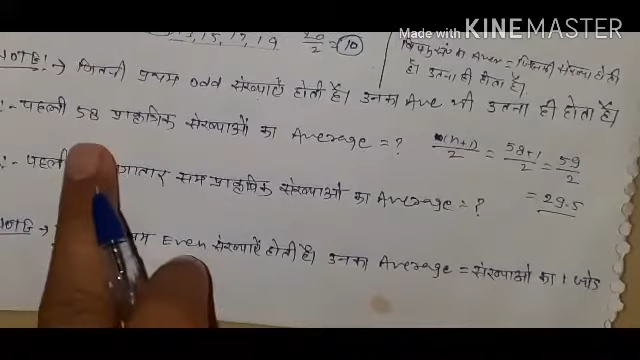 Made with KINEMASTER
15, 17, 19 20/2 = 10
विषम सं० का Aver = जितनी संख्या होती
है। उतना ही होता है।
जितनी प्रथम odd संख्याएँ होती है। उनका Ave भी उतना ही होता है।
:- पहली 58 प्राकृतिक संख्याओं का Average = ? (n+1)/2 = 58+1/2 = 59/2
= 29.5
:- पहली लगातार सम प्राकृतिक संख्याओं का Average = ?
Even संख्याएँ होती है। उनका Average = संख्याओं का 1 जोड़